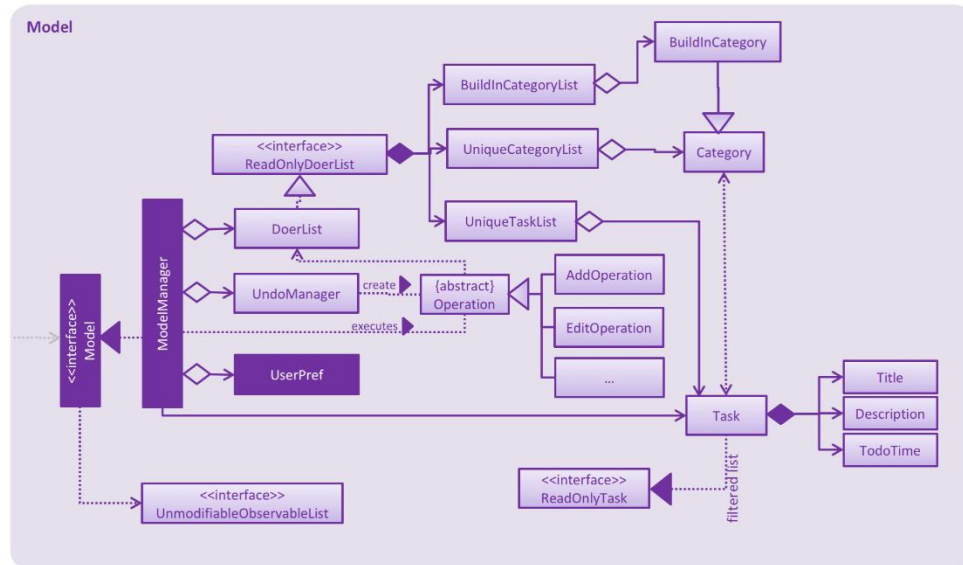 Model
BuildInCategory
BuildInCategoryList
<<interface>>
ReadOnlyDoerList
UniqueCategoryList
Category
UniqueTaskList
DoerList
ModelManager
<<interface>>
Model
UndoManager
create
{abstract}
Operation
AddOperation
executes
EditOperation
UserPref
...
Title
Task
Description
TodoTime
filtered list
<<interface>>
UnmodifiableObservableList
<<interface>>
ReadOnlyTask